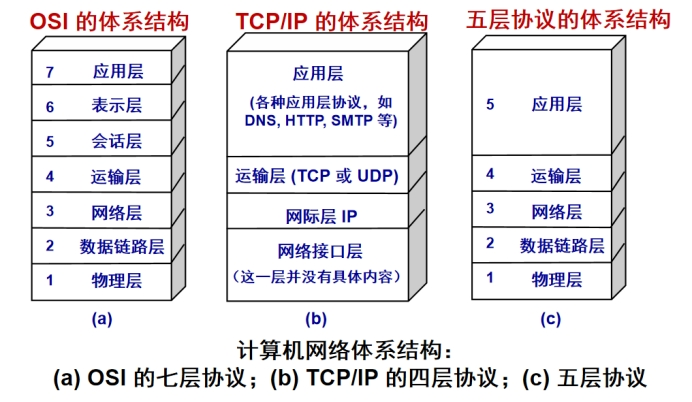 OSI 的体系结构
TCP/IP 的体系结构
五层协议的体系结构
7 应用层
6 表示层
5 会话层
4 运输层
3 网络层
2 数据链路层
1 物理层
(a)
应用层
(各种应用层协议，如
DNS, HTTP, SMTP 等)
运输层 (TCP 或 UDP)
网际层 IP
网络接口层
（这一层并没有具体内容）
(b)
5 应用层
4 运输层
3 网络层
2 数据链路层
1 物理层
(c)
计算机网络体系结构：
(a) OSI 的七层协议；(b) TCP/IP 的四层协议；(c) 五层协议